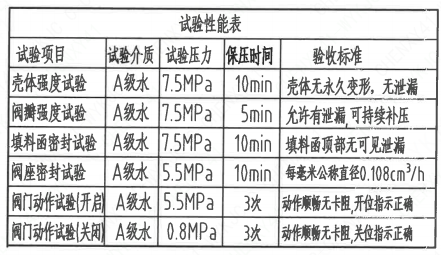 试验性能表
试验项目 试验介质 试验压力 保压时间 验收标准
壳体强度试验 A级水 7.5MPa 10min 壳体无永久变形，无泄漏
阀瓣强度试验 A级水 7.5MPa 5min 允许有泄漏,可持续补压
填料函密封试验 A级水 7.5MPa 10min 填料函顶部无可见泄漏
阀座密封试验 A级水 5.5MPa 10min 每毫米公称直径0.108cm³/h
阀门动作试验(开启) A级水 5.5MPa 3次 动作顺畅无卡阻,开位指示正确
阀门动作试验(关闭) A级水 0.8MPa 3次 动作顺畅无卡阻,关位指示正确